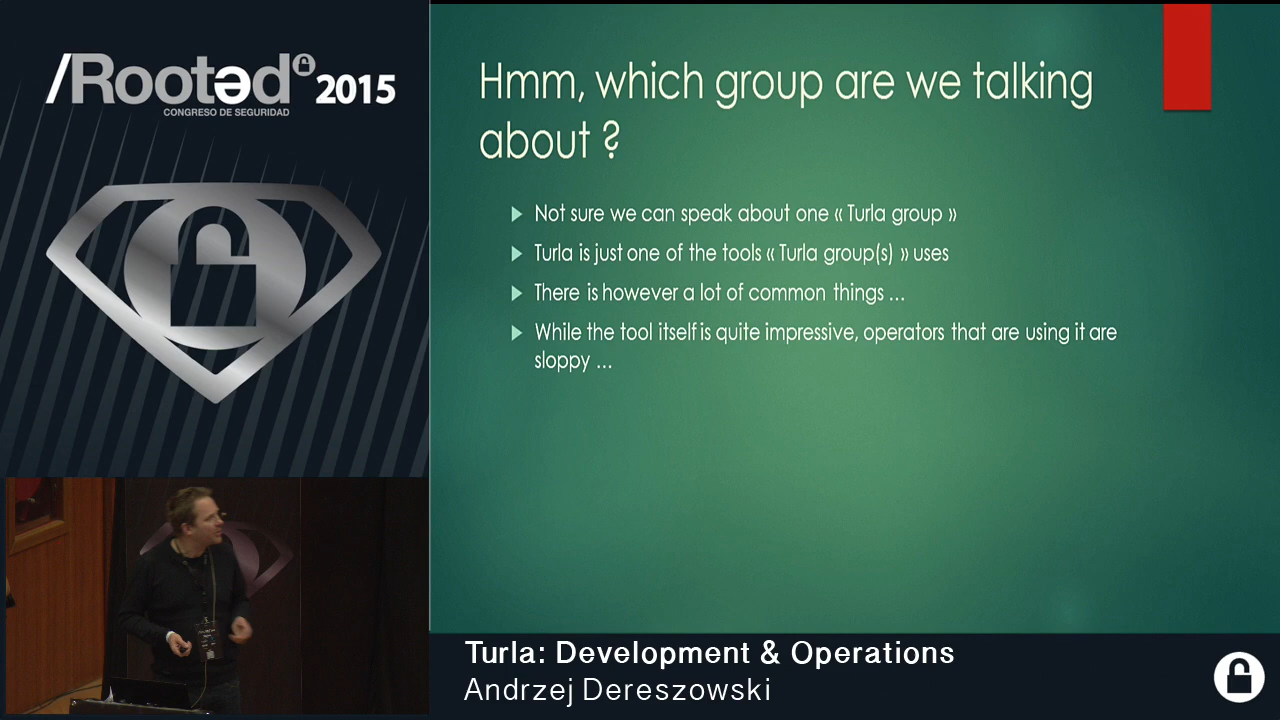 /Rootəd 2015
CONGRESO DE SEGURIDAD
Hmm, which group are we talking
about ?
Not sure we can speak about one « Turla group »
Turla is just one of the tools « Turla group(s) » uses
There is however a lot of common things ...
While the tool itself is quite impressive, operators that are using it are
sloppy ...
Turla: Development & Operations
Andrzej Dereszowski